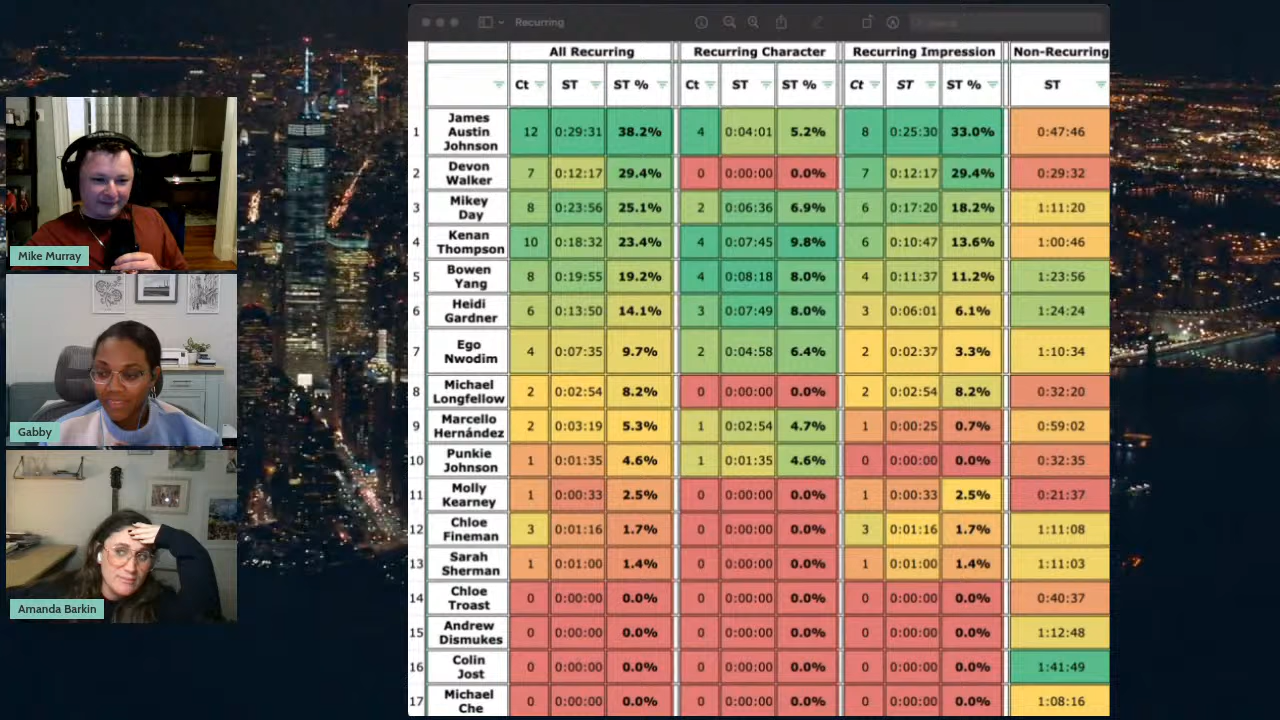 Recurring
All Recurring Recurring Character Recurring Impression Non-Recurring
Ct ST ST % Ct ST ST % Ct ST ST % ST
1 James Austin Johnson 12 0:29:31 38.2% 4 0:04:01 5.2% 8 0:25:30 33.0% 0:47:46
2 Devon Walker 7 0:12:17 29.4% 0 0:00:00 0.0% 7 0:12:17 29.4% 0:29:32
3 Mikey Day 8 0:23:56 25.1% 2 0:06:36 6.9% 6 0:17:20 18.2% 1:11:20
4 Kenan Thompson 10 0:18:32 23.4% 4 0:07:45 9.8% 6 0:10:47 13.6% 1:00:46
5 Bowen Yang 8 0:19:55 19.2% 4 0:08:18 8.0% 4 0:11:37 11.2% 1:23:56
6 Heidi Gardner 6 0:13:50 14.1% 3 0:07:49 8.0% 3 0:06:01 6.1% 1:24:24
7 Ego Nwodim 4 0:07:35 9.7% 2 0:04:58 6.4% 2 0:02:37 3.3% 1:10:34
8 Michael Longfellow 2 0:02:54 8.2% 0 0:00:00 0.0% 2 0:02:54 8.2% 0:32:20
9 Marcello Hernández 2 0:03:19 5.3% 1 0:02:54 4.7% 1 0:00:25 0.7% 0:59:02
10 Punkie Johnson 1 0:01:35 4.6% 1 0:01:35 4.6% 0 0:00:00 0.0% 0:32:35
11 Molly Kearney 1 0:00:33 2.5% 0 0:00:00 0.0% 1 0:00:33 2.5% 0:21:37
12 Chloe Fineman 3 0:01:16 1.7% 0 0:00:00 0.0% 3 0:01:16 1.7% 1:11:08
13 Sarah Sherman 1 0:01:00 1.4% 0 0:00:00 0.0% 1 0:01:00 1.4% 1:11:03
14 Chloe Troast 0 0:00:00 0.0% 0 0:00:00 0.0% 0 0:00:00 0.0% 0:40:37
15 Andrew Dismukes 0 0:00:00 0.0% 0 0:00:00 0.0% 0 0:00:00 0.0% 1:12:48
16 Colin Jost 0 0:00:00 0.0% 0 0:00:00 0.0% 0 0:00:00 0.0% 1:41:49
17 Michael Che 0 0:00:00 0.0% 0 0:00:00 0.0% 0 0:00:00 0.0% 1:08:16
Mike Murray
Gabby
Amanda Barkin